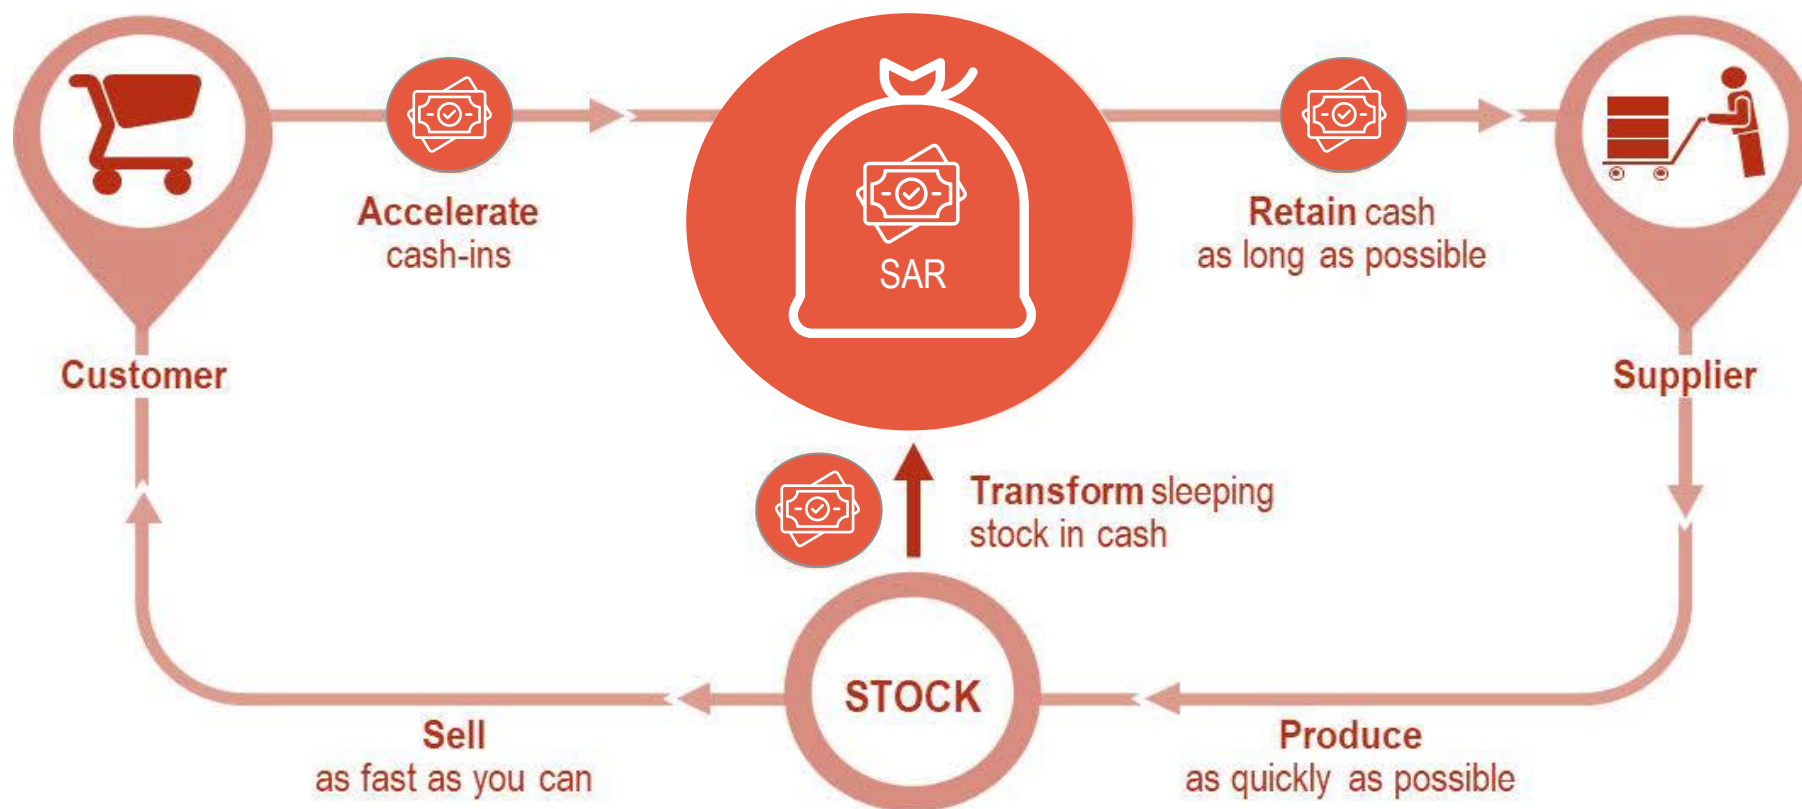 Accelerate
cash-ins
SAR
Retain cash
as long as possible
Customer
Supplier
Transform sleeping
stock in cash
STOCK
Sell
as fast as you can
Produce
as quickly as possible